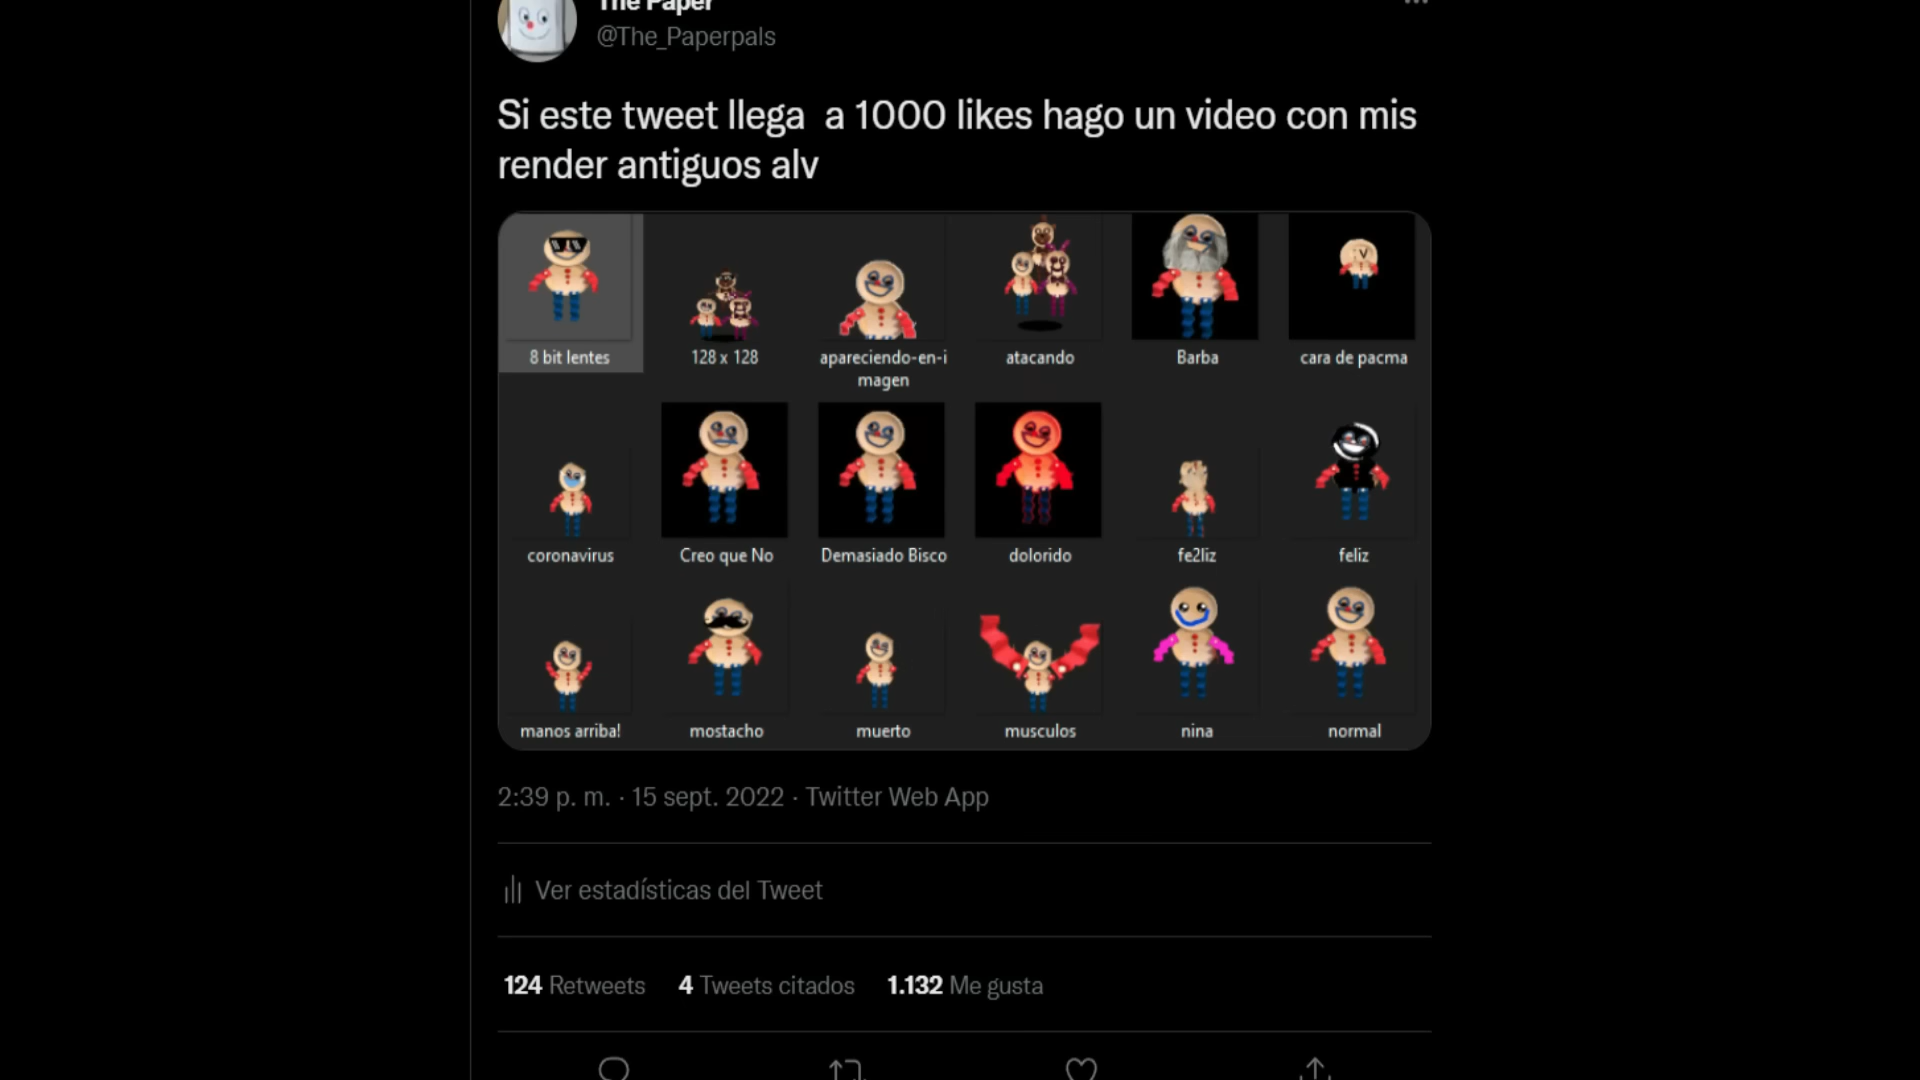 The Paper
@The_Paperpals
Si este tweet llega  a 1000 likes hago un video con mis
render antiguos alv
8 bit lentes
128 x 128
apareciendo-en-i
magen
atacando
Barba
cara de pacma
coronavirus
Creo que No
Demasiado Bisco
dolorido
fe2liz
feliz
manos arriba!
mostacho
muerto
musculos
nina
normal
2:39 p. m. · 15 sept. 2022 · Twitter Web App
Ver estadísticas del Tweet
124 Retweets 4 Tweets citados 1.132 Me gusta